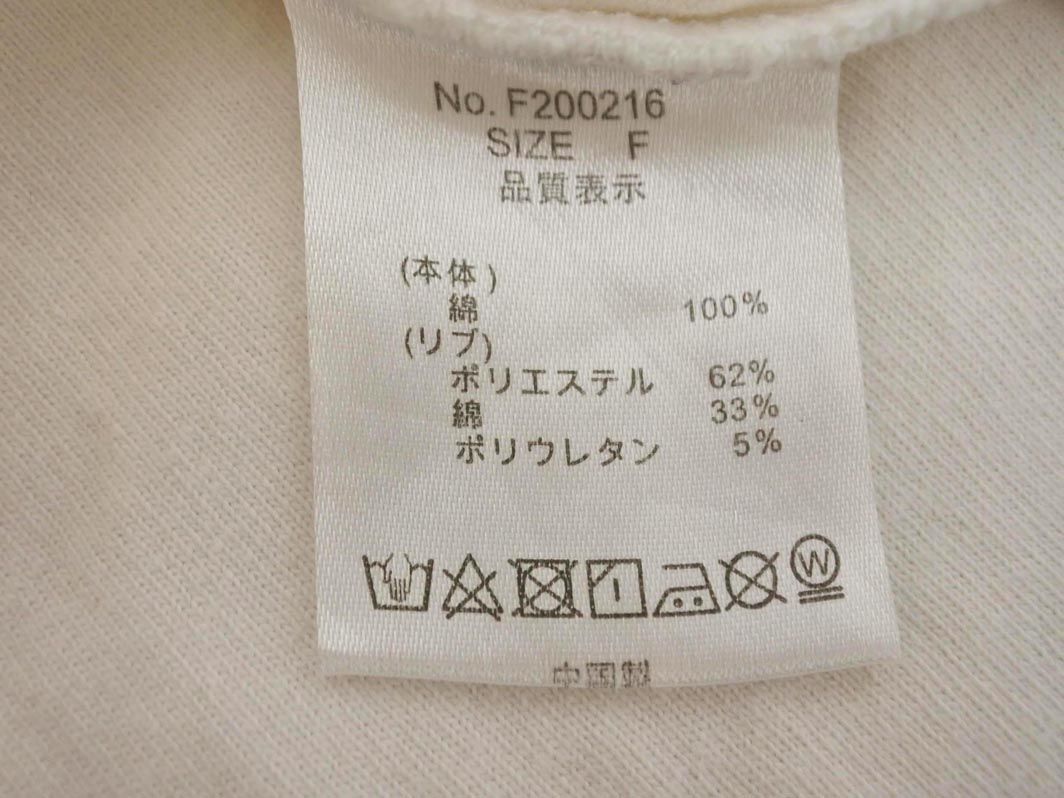 No. F200216
SIZE F
品質表示
(本体)
綿 100%
(リブ)
ポリエステル 62%
綿 33%
ポリウレタン 5%
W
中国製